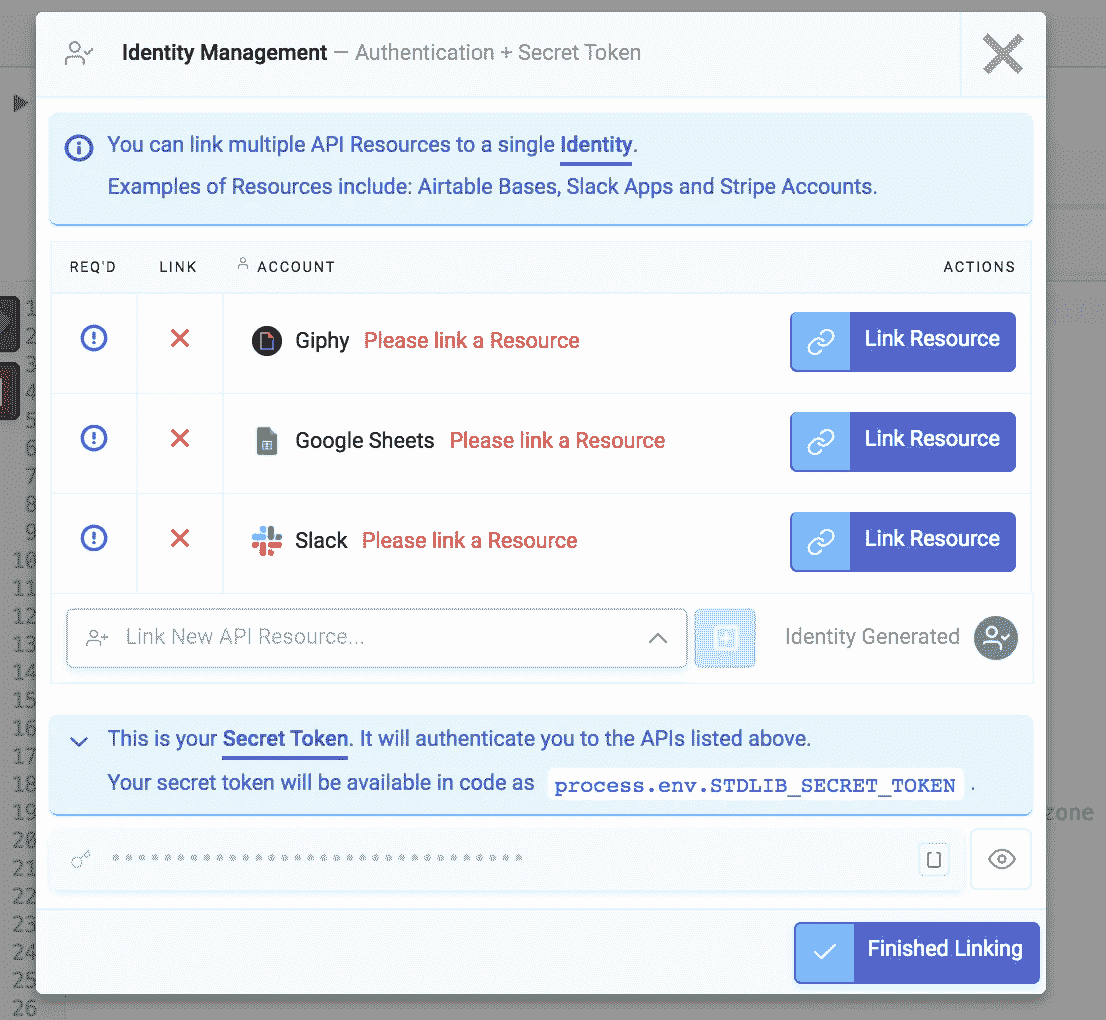 Identity Management — Authentication + Secret Token
You can link multiple API Resources to a single Identity.
Examples of Resources include: Airtable Bases, Slack Apps and Stripe Accounts.
REQ'D LINK ACCOUNT ACTIONS
Giphy Please link a Resource Link Resource
Google Sheets Please link a Resource Link Resource
Slack Please link a Resource Link Resource
Link New API Resource... Identity Generated
This is your Secret Token. It will authenticate you to the APIs listed above.
Your secret token will be available in code as process.env.STDLIB_SECRET_TOKEN .
zone
********************************
Finished Linking
1
2
3
4
5
6
7
8
9
10
11
12
13
14
15
16
17
18
19
20
21
22
23
24
25
26